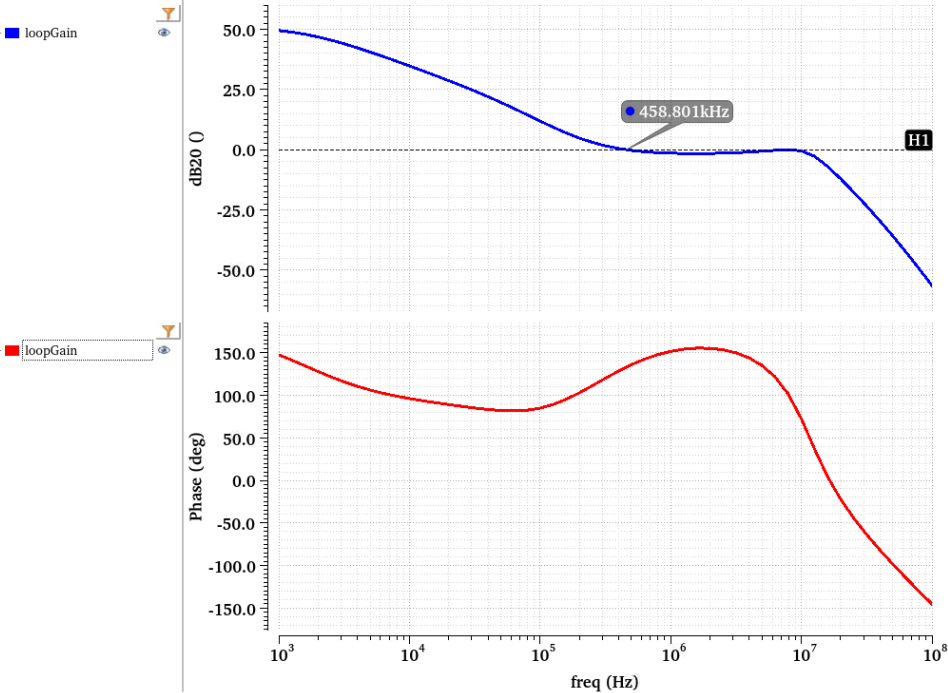 loopGain
50.0
25.0
0.0
-25.0
-50.0
dB20 ()
458.801kHz
H1
loopGain
150.0
100.0
50.0
0.0
-50.0
-100.0
-150.0
Phase (deg)
10³ 10⁴ 10⁵ 10⁶ 10⁷ 10⁸
freq (Hz)